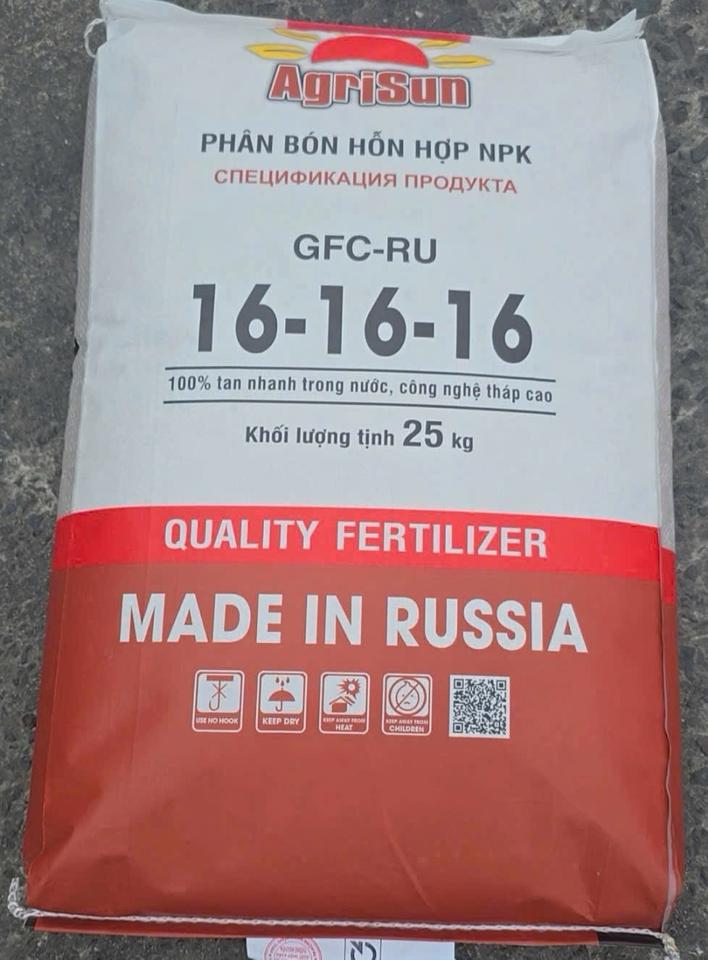 AgriSun
PHÂN BÓN HỖN HỢP NPK
СПЕЦИФИКАЦИЯ ПРОДУКТА
GFC-RU
16-16-16
100% tan nhanh trong nước, công nghệ tháp cao
Khối lượng tịnh 25 kg
QUALITY FERTILIZER
MADE IN RUSSIA
USE NO HOOK
KEEP DRY
KEEP AWAY FROM
HEAT
KEEP AWAY FROM
CHILDREN